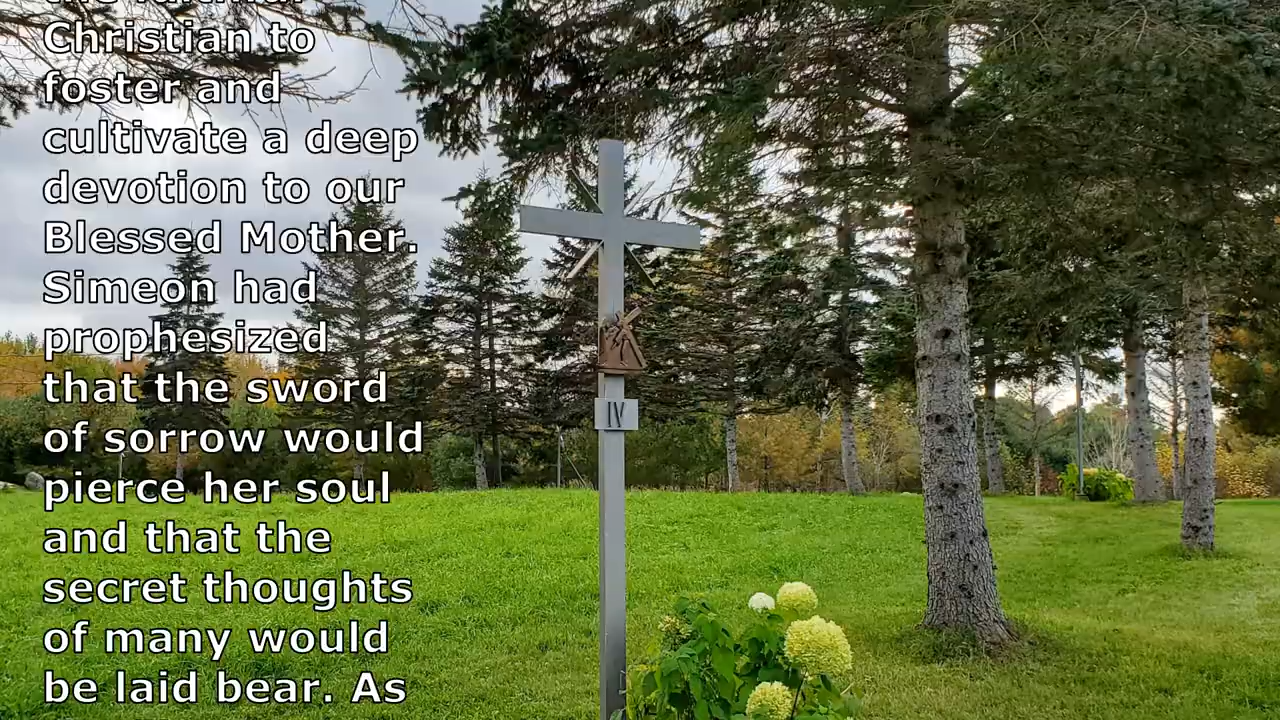 Christian to
foster and
cultivate a deep
devotion to our
Blessed Mother.
Simeon had
prophesized
that the sword
of sorrow would
pierce her soul
and that the
secret thoughts
of many would
be laid bear. As
IV